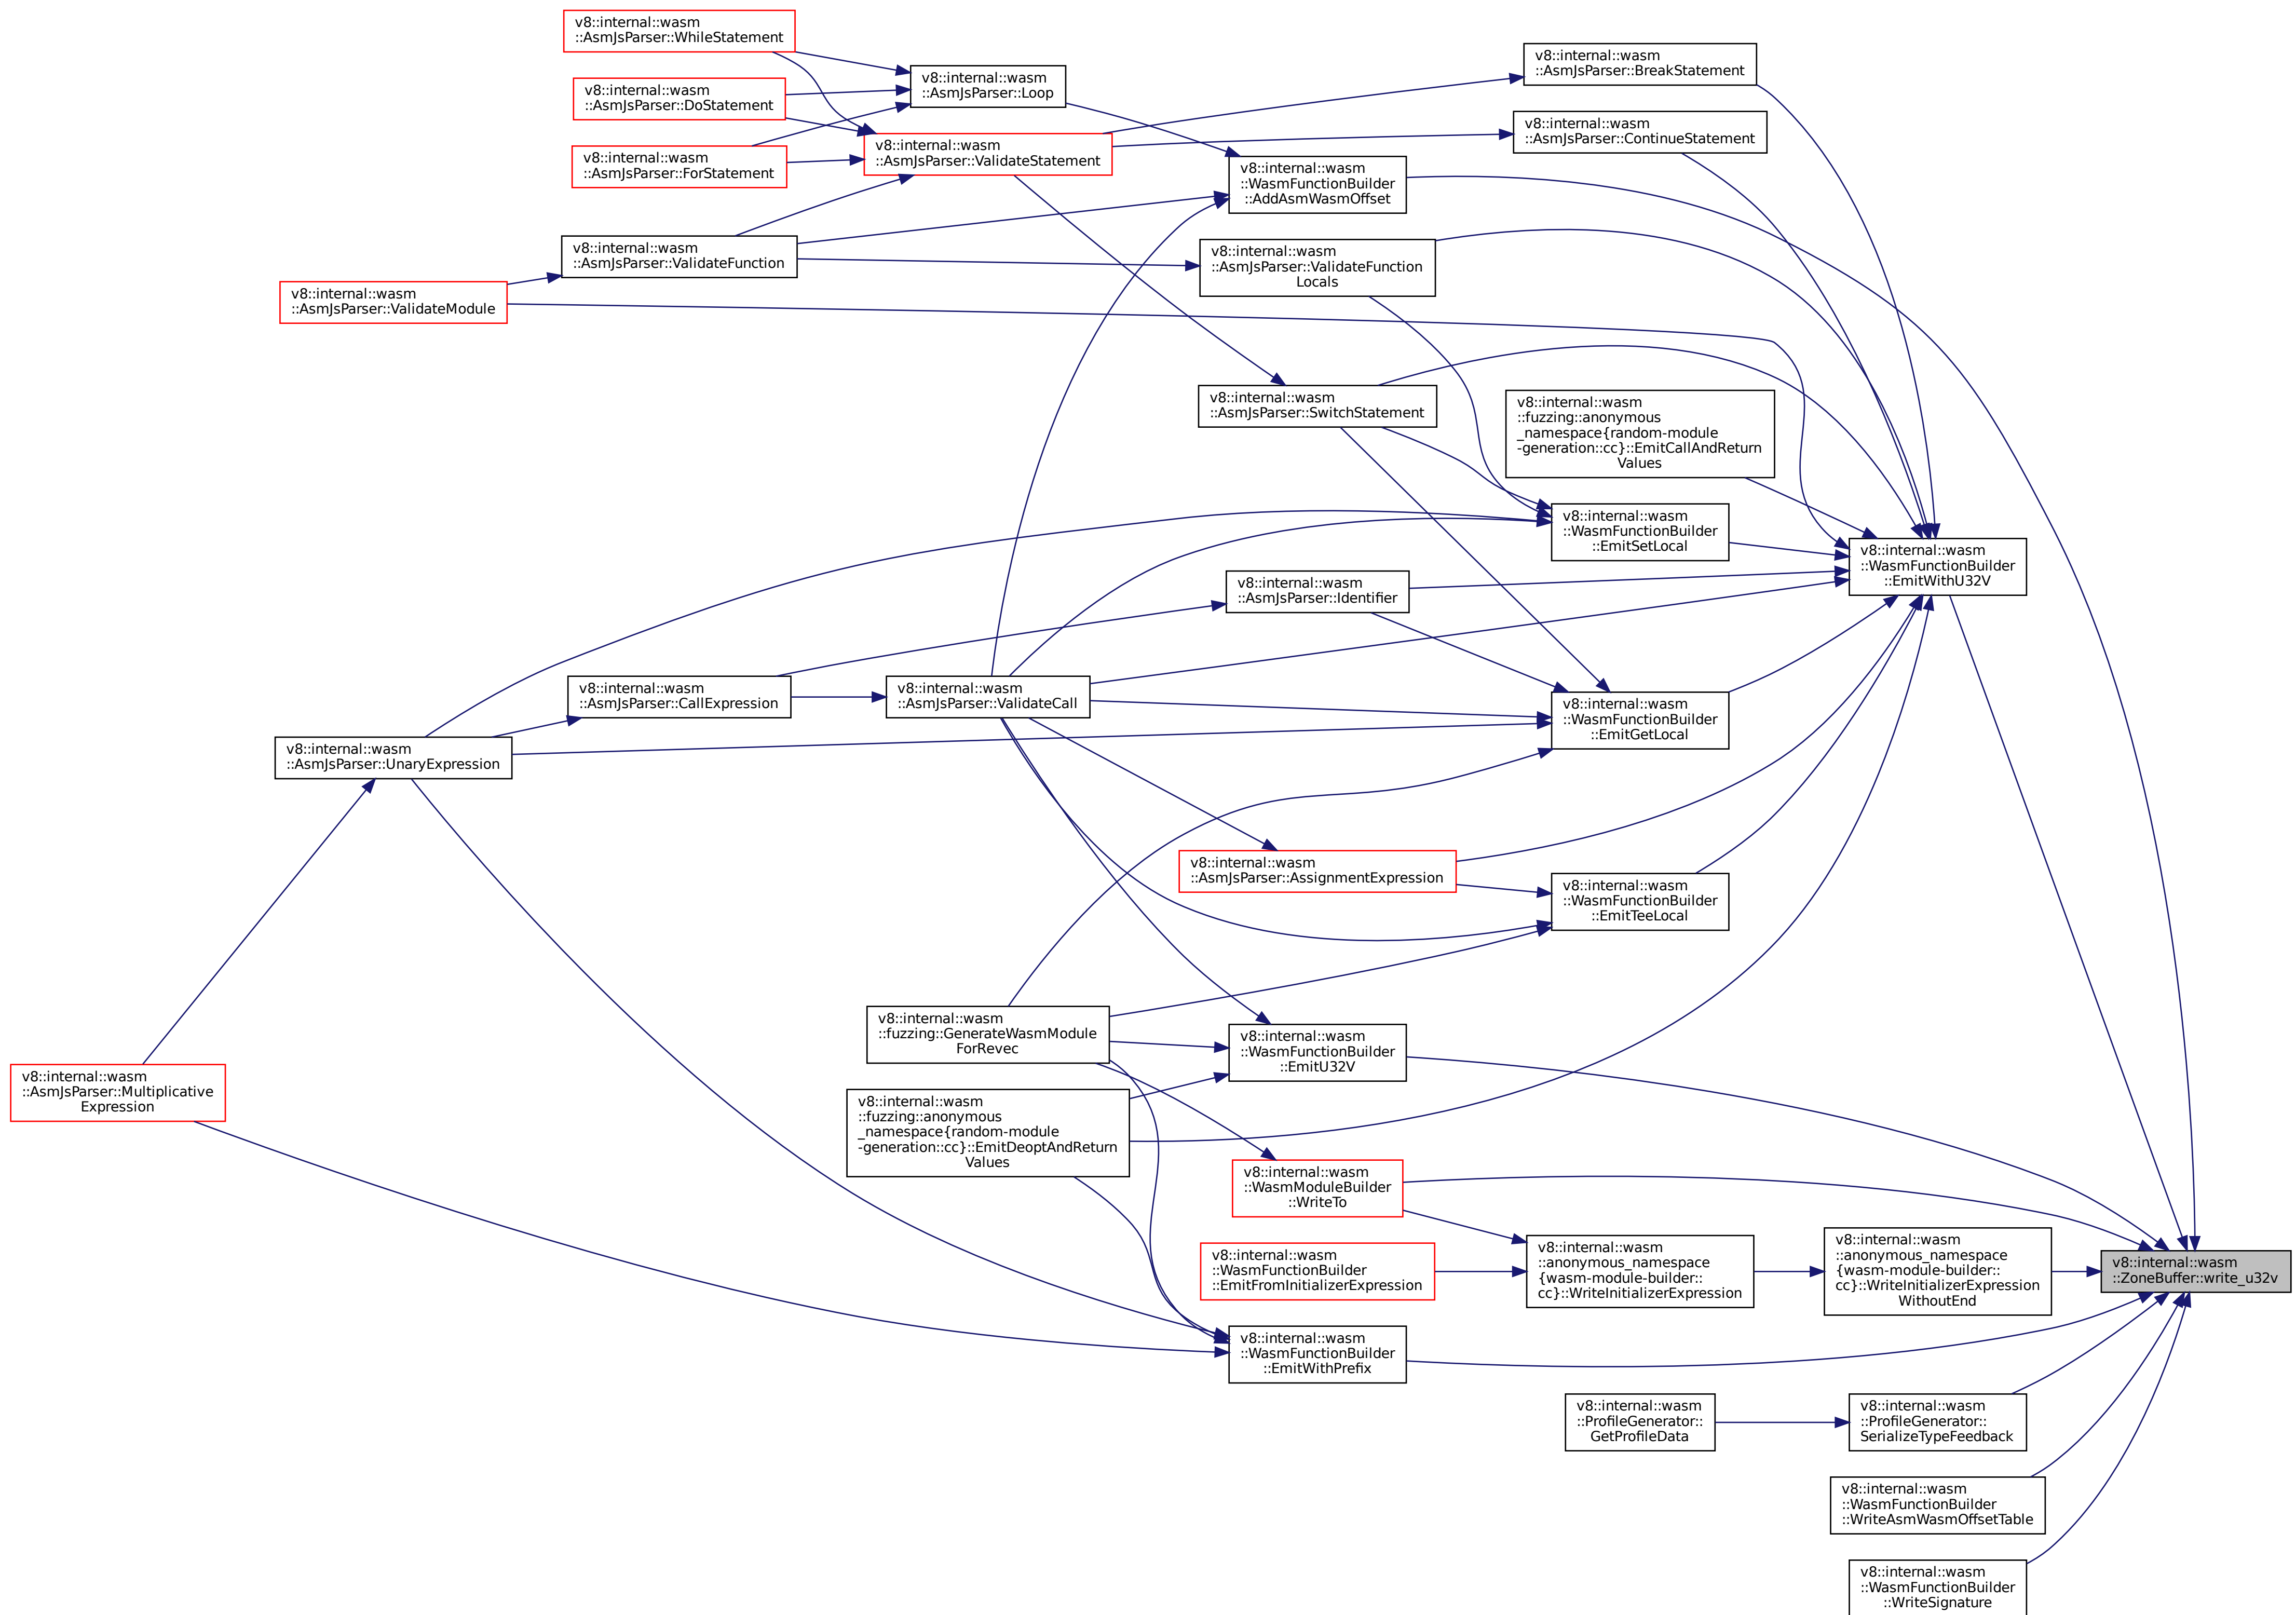 v8::internal::wasm
::AsmJsParser::WhileStatement
v8::internal::wasm
::AsmJsParser::DoStatement
v8::internal::wasm
::AsmJsParser::ForStatement
v8::internal::wasm
::AsmJsParser::Loop
v8::internal::wasm
::AsmJsParser::ValidateStatement
v8::internal::wasm
::AsmJsParser::BreakStatement
v8::internal::wasm
::AsmJsParser::ContinueStatement
v8::internal::wasm
::WasmFunctionBuilder
::AddAsmWasmOffset
v8::internal::wasm
::AsmJsParser::ValidateFunction
v8::internal::wasm
::AsmJsParser::ValidateFunction
Locals
v8::internal::wasm
::AsmJsParser::ValidateModule
v8::internal::wasm
::AsmJsParser::SwitchStatement
v8::internal::wasm
::fuzzing::anonymous
_namespace{random-module
-generation::cc}::EmitCallAndReturn
Values
v8::internal::wasm
::WasmFunctionBuilder
::EmitSetLocal
v8::internal::wasm
::WasmFunctionBuilder
::EmitWithU32V
v8::internal::wasm
::AsmJsParser::Identifier
v8::internal::wasm
::AsmJsParser::CallExpression
v8::internal::wasm
::AsmJsParser::ValidateCall
v8::internal::wasm
::WasmFunctionBuilder
::EmitGetLocal
v8::internal::wasm
::AsmJsParser::UnaryExpression
v8::internal::wasm
::AsmJsParser::AssignmentExpression
v8::internal::wasm
::WasmFunctionBuilder
::EmitTeeLocal
v8::internal::wasm
::fuzzing::GenerateWasmModule
ForRevec
v8::internal::wasm
::WasmFunctionBuilder
::EmitU32V
v8::internal::wasm
::AsmJsParser::Multiplicative
Expression
v8::internal::wasm
::fuzzing::anonymous
_namespace{random-module
-generation::cc}::EmitDeoptAndReturn
Values
v8::internal::wasm
::WasmModuleBuilder
::WriteTo
v8::internal::wasm
::WasmFunctionBuilder
::EmitFromInitializerExpression
v8::internal::wasm
::anonymous_namespace
{wasm-module-builder::
cc}::WriteInitializerExpression
v8::internal::wasm
::anonymous_namespace
{wasm-module-builder::
cc}::WriteInitializerExpression
WithoutEnd
v8::internal::wasm
::ZoneBuffer::write_u32v
v8::internal::wasm
::WasmFunctionBuilder
::EmitWithPrefix
v8::internal::wasm
::ProfileGenerator::
GetProfileData
v8::internal::wasm
::ProfileGenerator::
SerializeTypeFeedback
v8::internal::wasm
::WasmFunctionBuilder
::WriteAsmWasmOffsetTable
v8::internal::wasm
::WasmFunctionBuilder
::WriteSignature